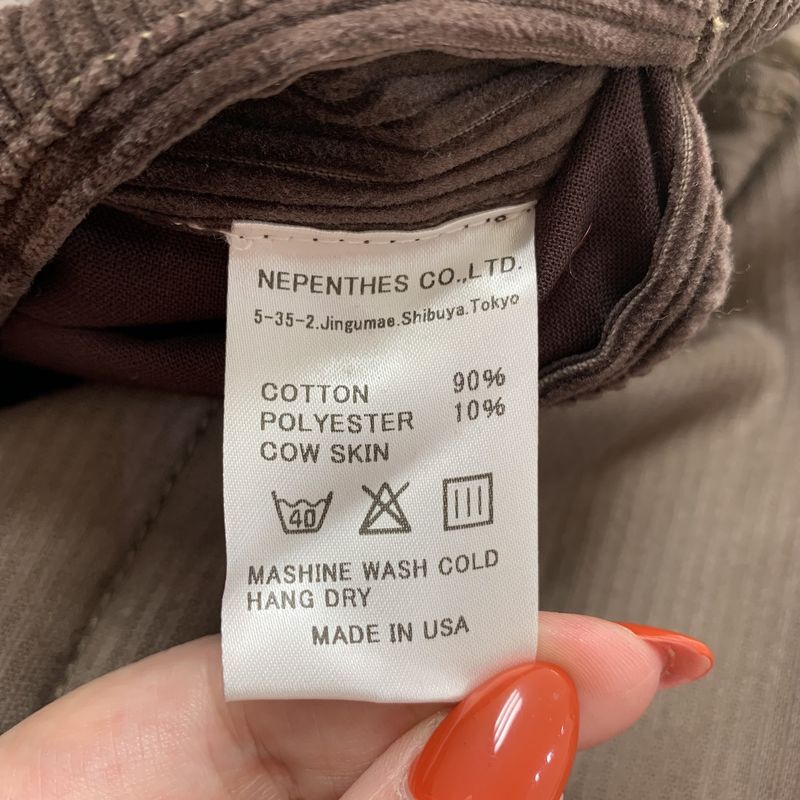 NEPENTHES CO.,LTD.
5-35-2.Jingumae.Shibuya.Tokyo
COTTON 90%
POLYESTER 10%
COW SKIN
40
MASHINE WASH COLD
HANG DRY
MADE IN USA